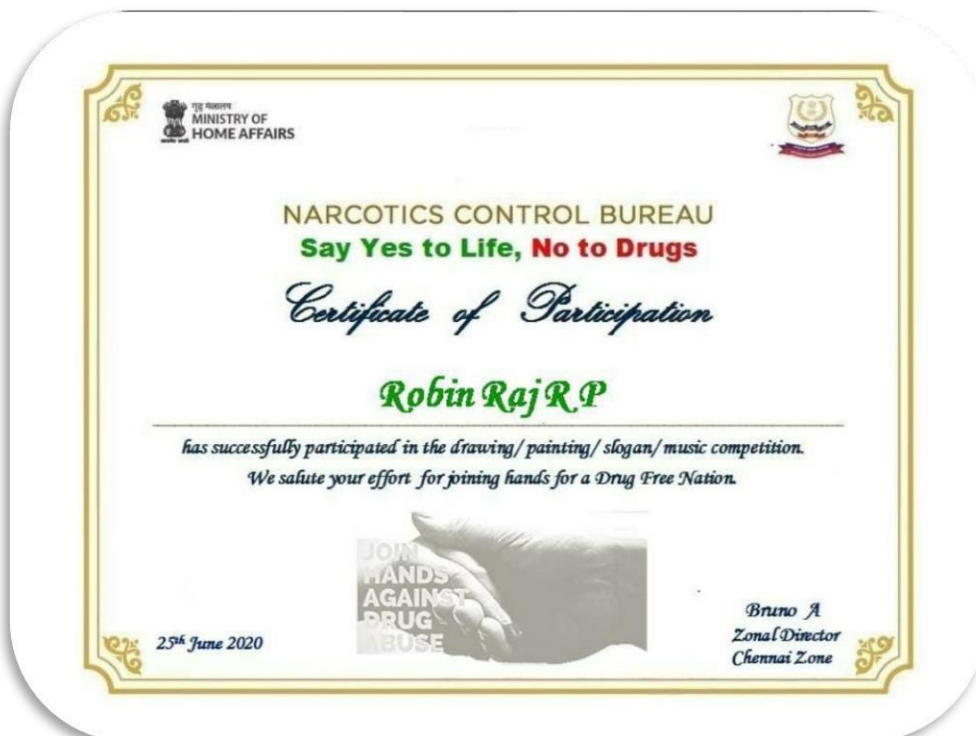 गृह मंत्रालय
MINISTRY OF
HOME AFFAIRS
NARCOTICS CONTROL BUREAU
Say Yes to Life, No to Drugs
Certificate of Participation
Robin Raj R P
has successfully participated in the drawing/ painting/ slogan/ music competition.
We salute your effort for joining hands for a Drug Free Nation.
JOIN
HANDS
AGAINST
DRUG
ABUSE
25th June 2020
Bruno A
Zonal Director
Chennai Zone